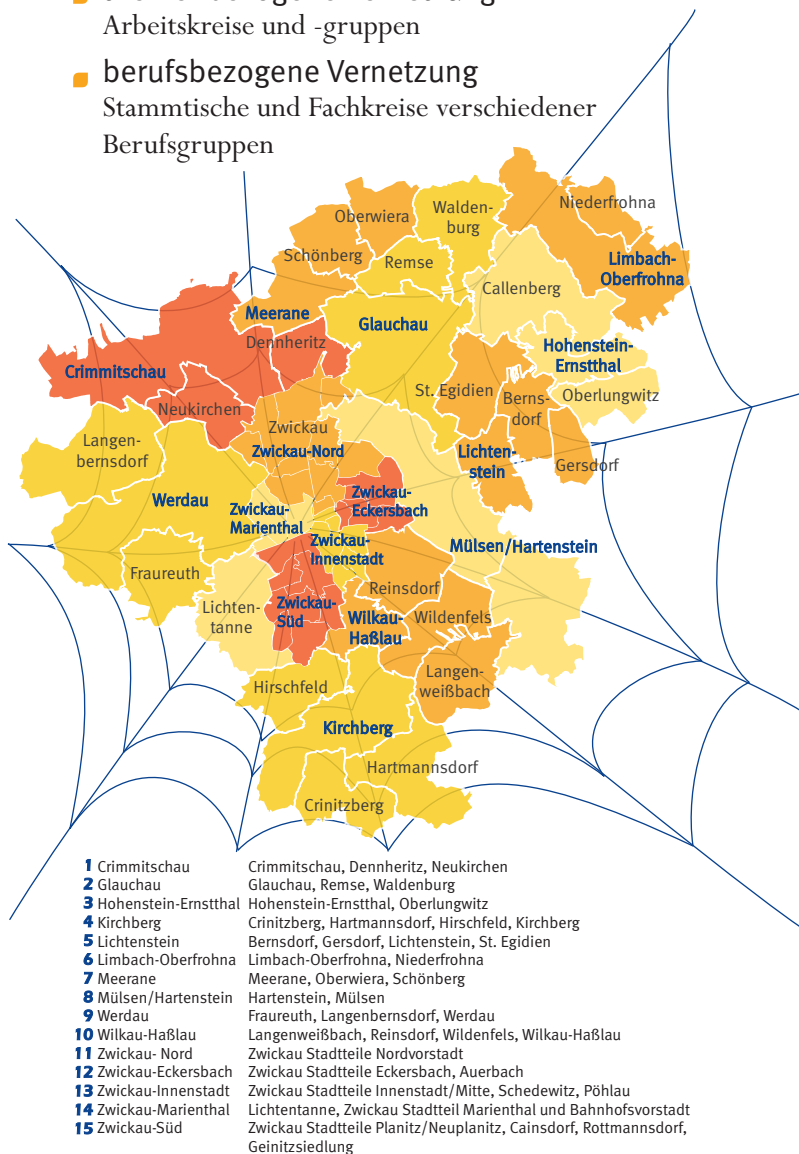 Arbeitskreise und -gruppen
berufsbezogene Vernetzung
Stammtische und Fachkreise verschiedener
Berufsgruppen
Niederfrohna
Oberwiera
Walden-
burg
Schönberg
Remse
Limbach-
Oberfrohna
Callenberg
Meerane
Glauchau
Dennheritz
Hohenstein-
Ernstthal
Crimmitschau
St. Egidien
Berns-
dorf
Oberlungwitz
Neukirchen
Zwickau
Langen-
bernsdorf
Zwickau-Nord
Lichten-
stein
Gersdorf
Werdau
Zwickau-
Eckersbach
Zwickau-
Marienthal
Zwickau-
Innenstadt
Mülsen/Hartenstein
Fraureuth
Reinsdorf
Lichten-
tanne
Zwickau-
Süd
Wilkau-
Haßlau
Wildenfels
Langen-
weißbach
Hirschfeld
Kirchberg
Hartmannsdorf
Crinitzberg
1 Crimmitschau Crimmitschau, Dennheritz, Neukirchen
2 Glauchau Glauchau, Remse, Waldenburg
3 Hohenstein-Ernstthal Hohenstein-Ernstthal, Oberlungwitz
4 Kirchberg Crinitzberg, Hartmannsdorf, Hirschfeld, Kirchberg
5 Lichtenstein Bernsdorf, Gersdorf, Lichtenstein, St. Egidien
6 Limbach-Oberfrohna Limbach-Oberfrohna, Niederfrohna
7 Meerane Meerane, Oberwiera, Schönberg
8 Mülsen/Hartenstein Hartenstein, Mülsen
9 Werdau Fraureuth, Langenbernsdorf, Werdau
10 Wilkau-Haßlau Langenweißbach, Reinsdorf, Wildenfels, Wilkau-Haßlau
11 Zwickau- Nord Zwickau Stadtteile Nordvorstadt
12 Zwickau-Eckersbach Zwickau Stadtteile Eckersbach, Auerbach
13 Zwickau-Innenstadt Zwickau Stadtteile Innenstadt/Mitte, Schedewitz, Pöhlau
14 Zwickau-Marienthal Lichtentanne, Zwickau Stadtteil Marienthal und Bahnhofsvorstadt
15 Zwickau-Süd Zwickau Stadtteile Planitz/Neuplanitz, Cainsdorf, Rottmannsdorf,
Geinitzsiedlung